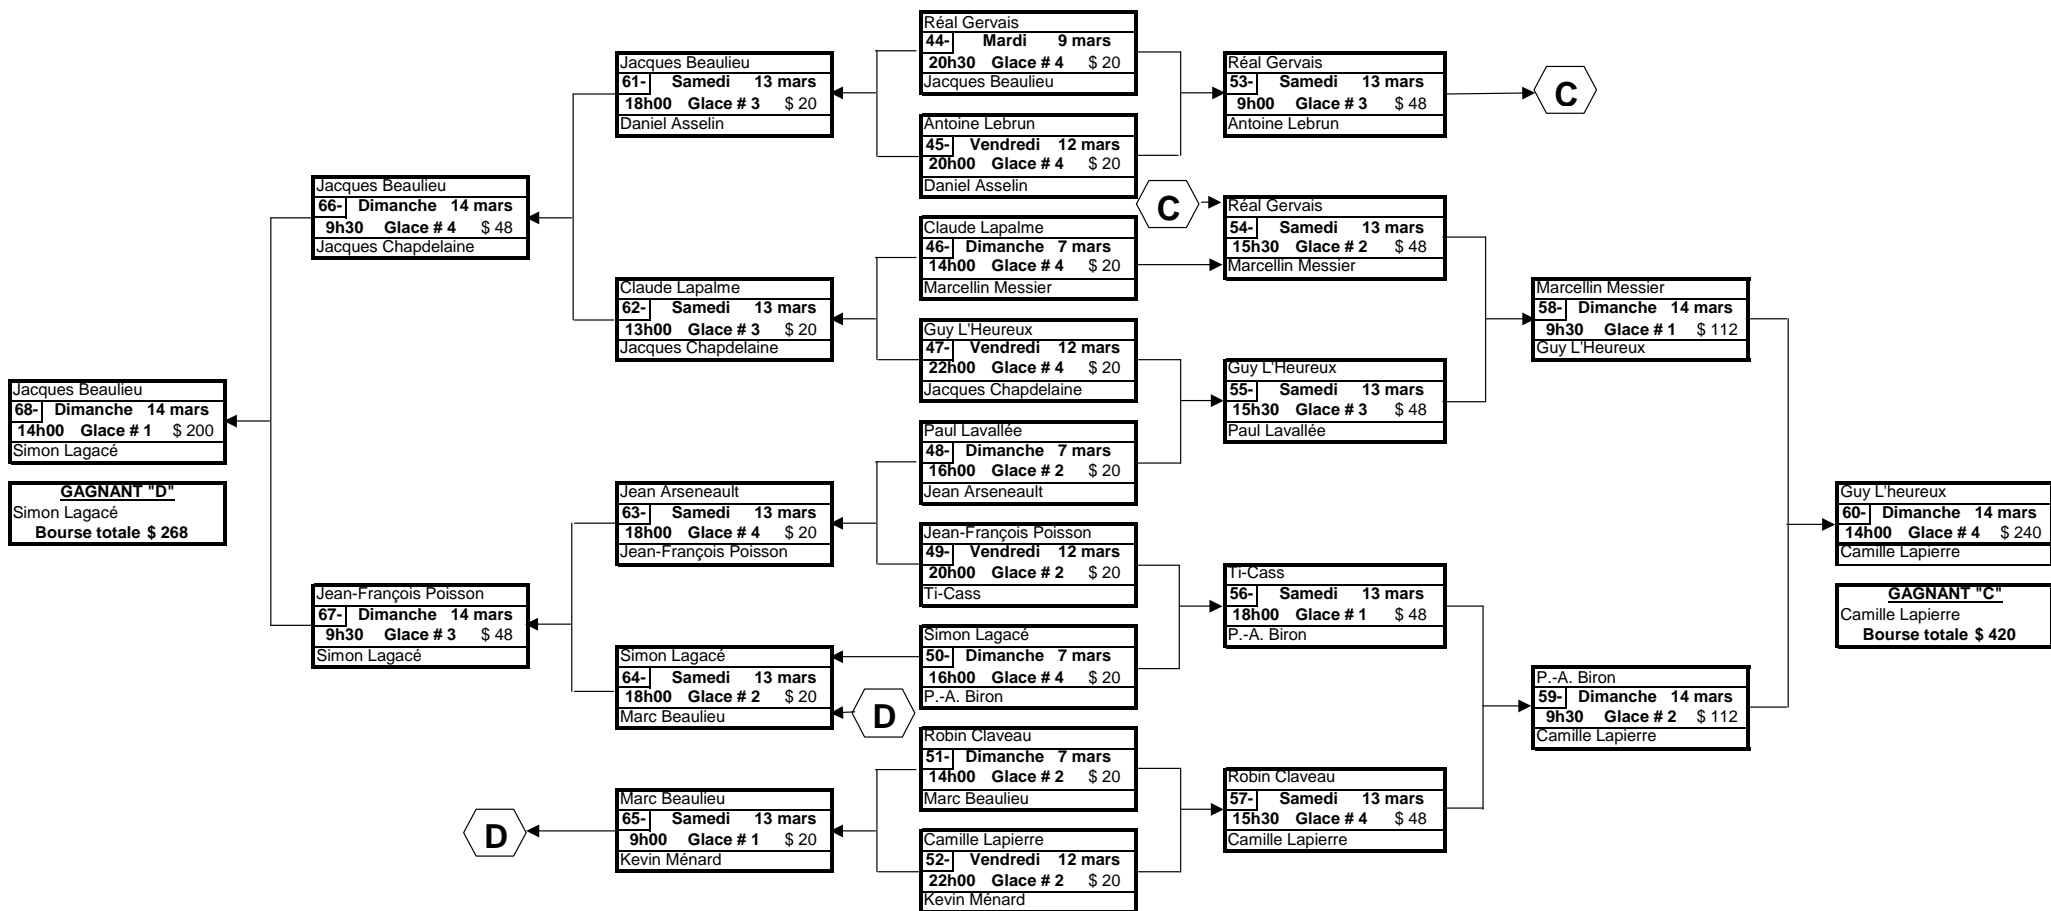 Réal Gervais
44- Mardi 9 mars
20h30 Glace # 4 $ 20
Jacques Beaulieu
Antoine Lebrun
45- Vendredi 12 mars
20h00 Glace # 4 $ 20
Daniel Asselin
Claude Lapalme
46- Dimanche 7 mars
14h00 Glace # 4 $ 20
Marcellin Messier
Guy L'Heureux
47- Vendredi 12 mars
22h00 Glace # 4 $ 20
Jacques Chapdelaine
Paul Lavallée
48- Dimanche 7 mars
16h00 Glace # 2 $ 20
Jean Arseneault
Jean-François Poisson
49- Vendredi 12 mars
20h00 Glace # 2 $ 20
Ti-Cass
Simon Lagacé
50- Dimanche 7 mars
16h00 Glace # 4 $ 20
P.-A. Biron
Robin Claveau
51- Dimanche 7 mars
14h00 Glace # 2 $ 20
Marc Beaulieu
Camille Lapierre
52- Vendredi 12 mars
22h00 Glace # 2 $ 20
Kevin Ménard
Jacques Beaulieu
61- Samedi 13 mars
18h00 Glace # 3 $ 20
Daniel Asselin
Claude Lapalme
62- Samedi 13 mars
13h00 Glace # 3 $ 20
Jacques Chapdelaine
Jean Arseneault
63- Samedi 13 mars
18h00 Glace # 4 $ 20
Jean-François Poisson
Simon Lagacé
64- Samedi 13 mars
18h00 Glace # 2 $ 20
Marc Beaulieu
D
Marc Beaulieu
65- Samedi 13 mars
9h00 Glace # 1 $ 20
Kevin Ménard
D
Jacques Beaulieu
66- Dimanche 14 mars
9h30 Glace # 4 $ 48
Jacques Chapdelaine
Jean-François Poisson
67- Dimanche 14 mars
9h30 Glace # 3 $ 48
Simon Lagacé
Jacques Beaulieu
68- Dimanche 14 mars
14h00 Glace # 1 $ 200
Simon Lagacé
GAGNANT "D"
Simon Lagacé
Bourse totale $ 268
Réal Gervais
53- Samedi 13 mars
9h00 Glace # 3 $ 48
Antoine Lebrun
C
C
Réal Gervais
54- Samedi 13 mars
15h30 Glace # 2 $ 48
Marcellin Messier
Guy L'Heureux
55- Samedi 13 mars
15h30 Glace # 3 $ 48
Paul Lavallée
Ti-Cass
56- Samedi 13 mars
18h00 Glace # 1 $ 48
P.-A. Biron
Robin Claveau
57- Samedi 13 mars
15h30 Glace # 4 $ 48
Camille Lapierre
Marcellin Messier
58- Dimanche 14 mars
9h30 Glace # 1 $ 112
Guy L'Heureux
P.-A. Biron
59- Dimanche 14 mars
9h30 Glace # 2 $ 112
Camille Lapierre
Guy L'heureux
60- Dimanche 14 mars
14h00 Glace # 4 $ 240
Camille Lapierre
GAGNANT "C"
Camille Lapierre
Bourse totale $ 420